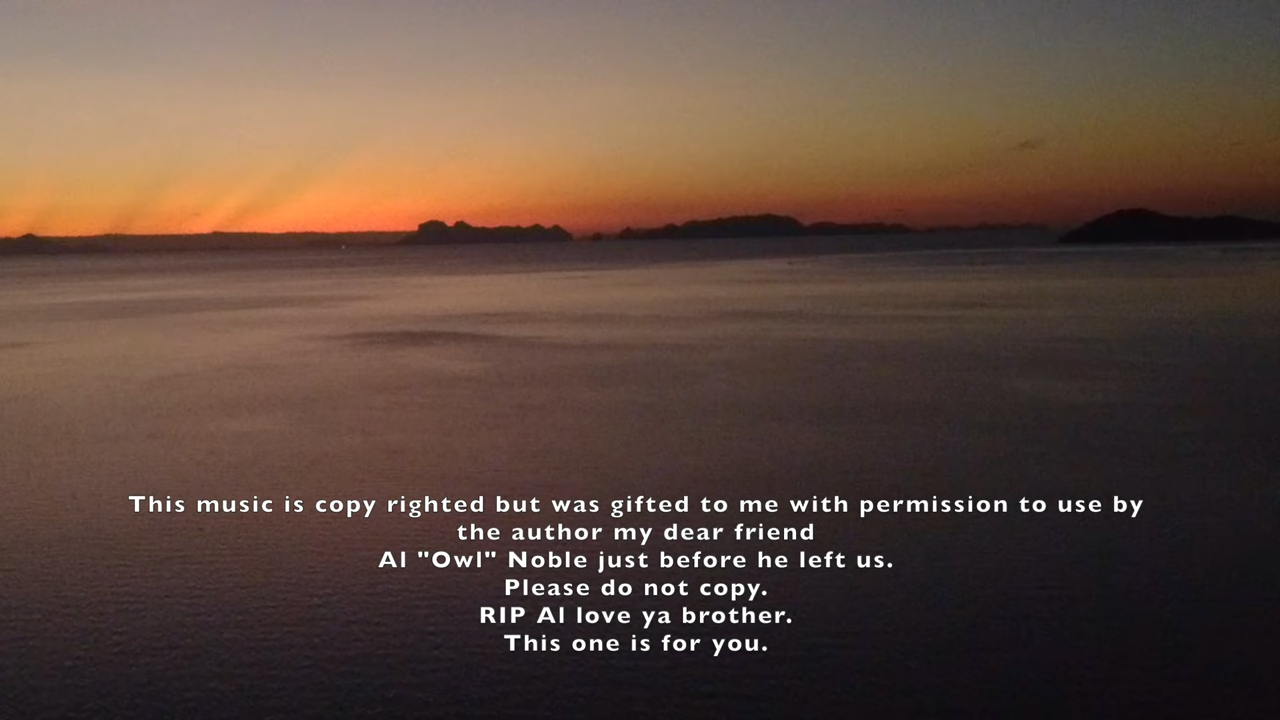 This music is copy righted but was gifted to me with permission to use by
the author my dear friend
Al "Owl" Noble just before he left us.
Please do not copy.
RIP Al love ya brother.
This one is for you.